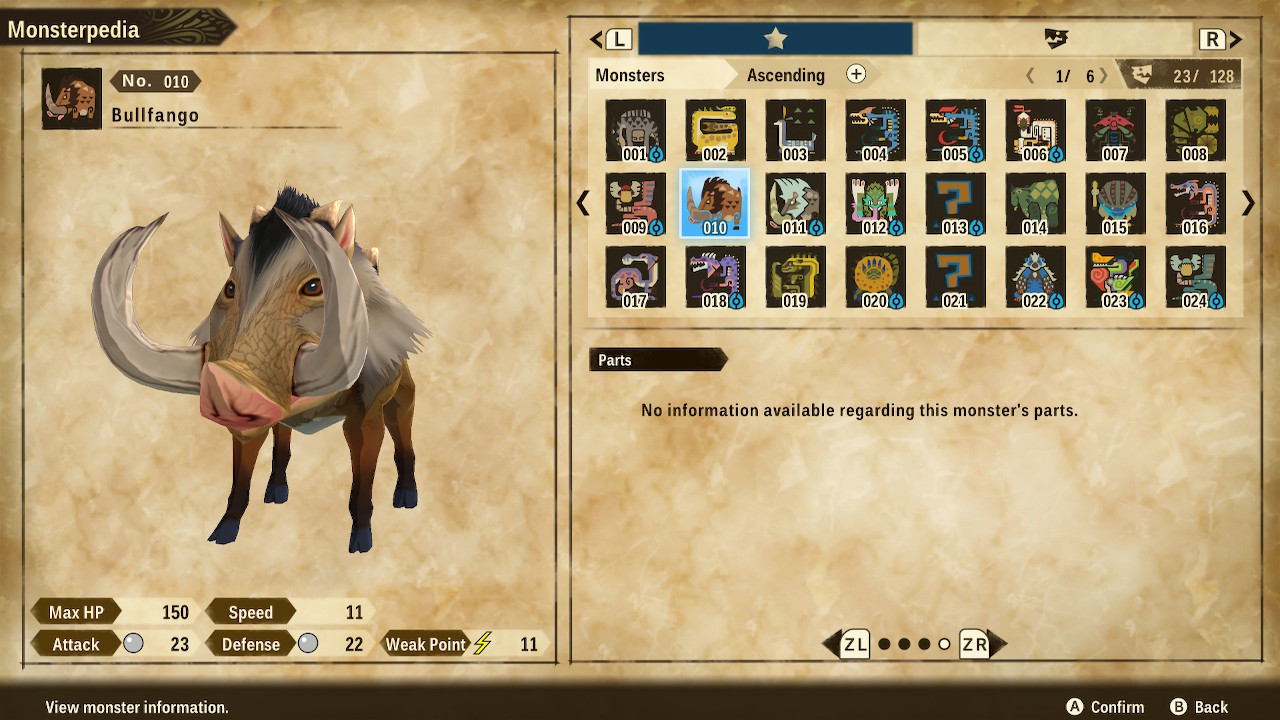 Monsterpedia
No. 010
Bullfango
Max HP 150 Speed 11
Attack 23 Defense 22 Weak Point 11
L R
Monsters Ascending 1/ 6 23/ 128
001 002 003 004 005 006 007 008
009 010 011 012 013 014 015 016
017 018 019 020 021 022 023 024
Parts
No information available regarding this monster's parts.
ZL ZR
View monster information.
A Confirm B Back